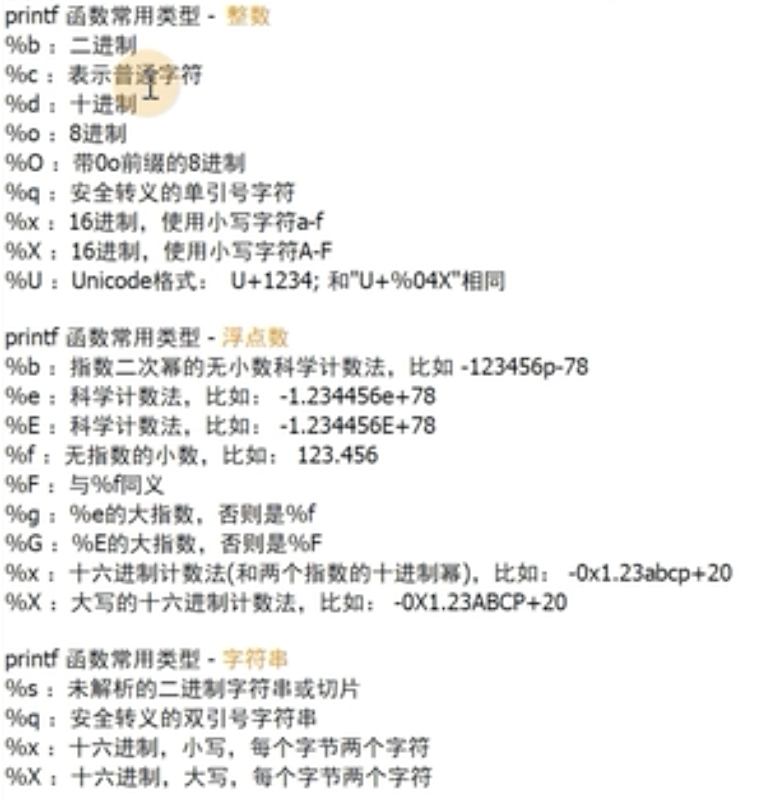 printf 函数常用类型 - 整数
%b : 二进制
%c : 表示普通字符
%d : 十进制
%o : 8进制
%O : 带0o前缀的8进制
%q : 安全转义的单引号字符
%x : 16进制，使用小写字符a-f
%X : 16进制，使用小写字符A-F
%U : Unicode格式： U+1234; 和"U+%04X"相同
printf 函数常用类型 - 浮点数
%b : 指数二次幂的无小数科学计数法，比如 -123456p-78
%e : 科学计数法，比如： -1.234456e+78
%E : 科学计数法，比如： -1.234456E+78
%f : 无指数的小数，比如： 123.456
%F : 与%f同义
%g : %e的大指数，否则是%f
%G : %E的大指数，否则是%F
%x : 十六进制计数法(和两个指数的十进制幂)，比如： -0x1.23abcp+20
%X : 大写的十六进制计数法，比如： -0X1.23ABCP+20
printf 函数常用类型 - 字符串
%s : 未解析的二进制字符串或切片
%q : 安全转义的双引号字符串
%x : 十六进制，小写，每个字节两个字符
%X : 十六进制，大写，每个字节两个字符